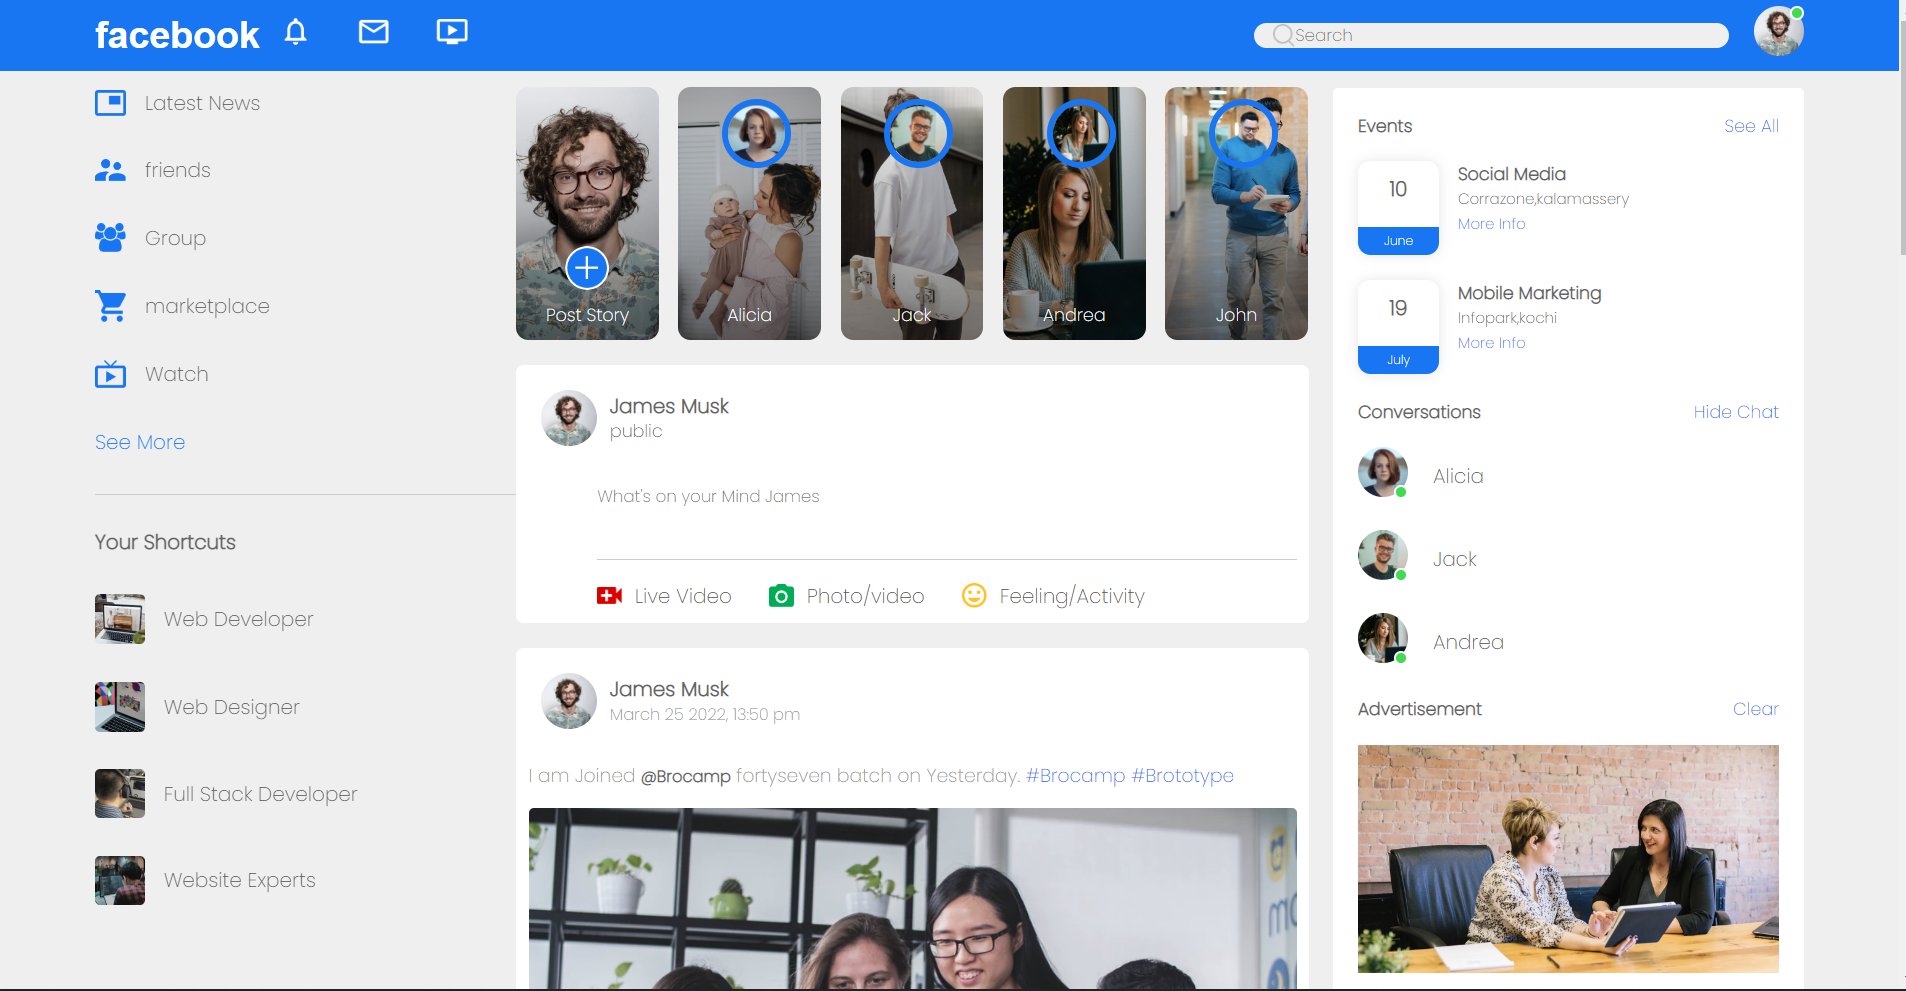 facebook
Search
Latest News
friends
Group
marketplace
Watch
See More
Your Shortcuts
Web Developer
Web Designer
Full Stack Developer
Website Experts
Post Story
Alicia
Jack
Andrea
John
James Musk
public
What's on your Mind James
Live Video
Photo/video
Feeling/Activity
James Musk
March 25 2022, 13:50 pm
I am Joined @Brocamp fortyseven batch on Yesterday. #Brocamp #Brototype
Events
See All
10
June
Social Media
Corrazone,kalamassery
More Info
19
July
Mobile Marketing
Infopark,kochi
More Info
Conversations
Hide Chat
Alicia
Jack
Andrea
Advertisement
Clear